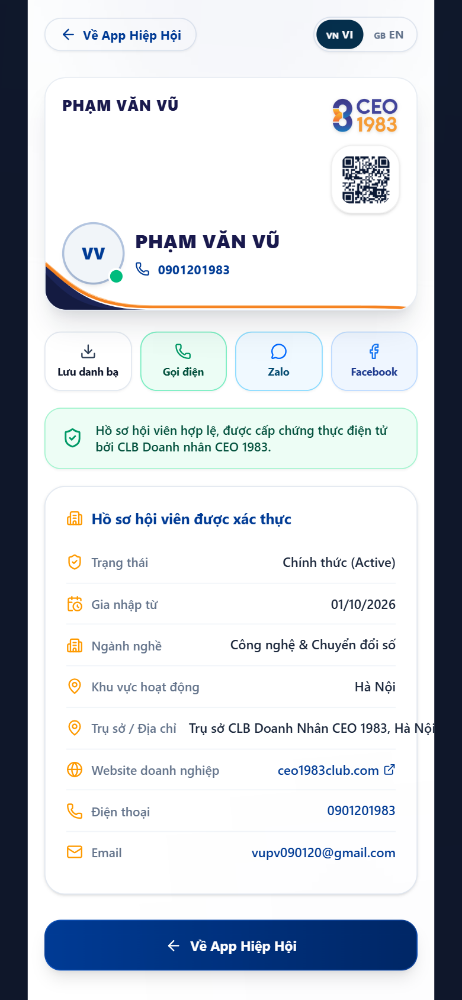 Về App Hiệp Hội
VN VI
GB EN
PHẠM VĂN VŨ
CEO
1983
VV
PHẠM VĂN VŨ
0901201983
Lưu danh bạ
Gọi điện
Zalo
Facebook
Hồ sơ hội viên hợp lệ, được cấp chứng thực điện tử
bởi CLB Doanh nhân CEO 1983.
Hồ sơ hội viên được xác thực
Trạng thái
Chính thức (Active)
Gia nhập từ
01/10/2026
Ngành nghề
Công nghệ & Chuyển đổi số
Khu vực hoạt động
Hà Nội
Trụ sở / Địa chỉ
Trụ sở CLB Doanh Nhân CEO 1983, Hà Nội
Website doanh nghiệp
ceo1983club.com
Điện thoại
0901201983
Email
vupv090120@gmail.com
Về App Hiệp Hội